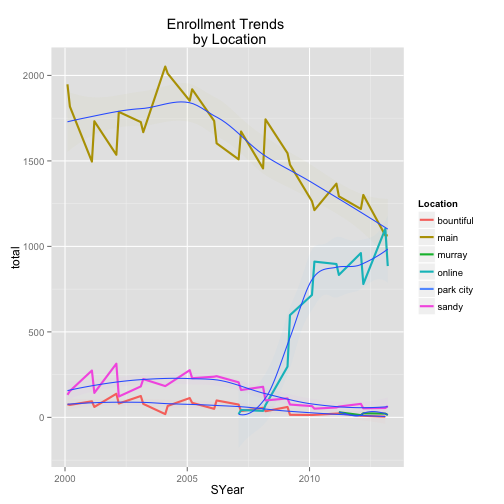 Enrollment Trends
by Location
total
2000
1500
1000
500
0
2000
2005
2010
SYear
Location
bountiful
main
murray
online
park city
sandy